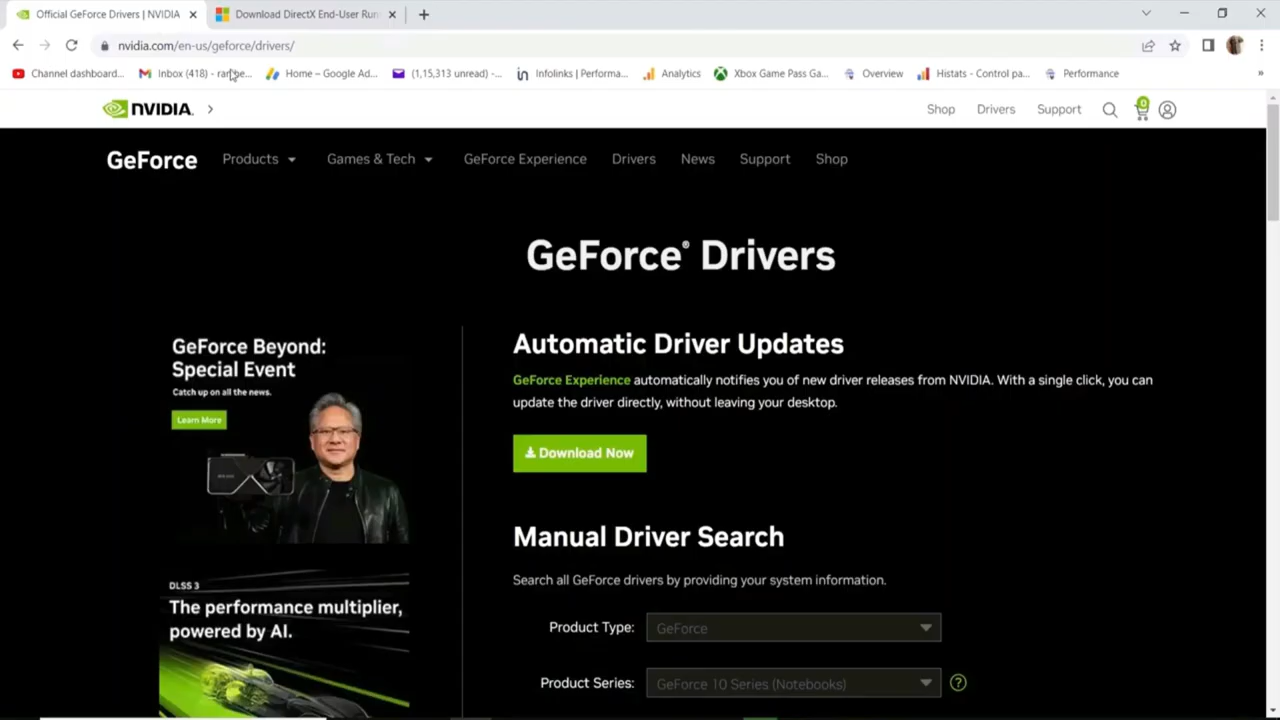 Official GeForce Drivers | NVIDIA
Download DirectX End-User Run
nvidia.com/en-us/geforce/drivers/
Channel dashboard...
Inbox (418) -
Home – Google Ad...
(1,15,313 unread) -...
Infolinks | Performa...
Analytics
Xbox Game Pass Ga...
Overview
Histats - Control pa...
Performance
»
NVIDIA.
Shop
Drivers
Support
0
GeForce
Products
Games & Tech
GeForce Experience
Drivers
News
Support
Shop
GeForce® Drivers
GeForce Beyond:
Special Event
Catch up on all the news.
Learn More
DLSS 3
The performance multiplier,
powered by AI.
Automatic Driver Updates
GeForce Experience automatically notifies you of new driver releases from NVIDIA. With a single click, you can
update the driver directly, without leaving your desktop.
Download Now
Manual Driver Search
Search all GeForce drivers by providing your system information.
Product Type: GeForce
Product Series: GeForce 10 Series (Notebooks) ?